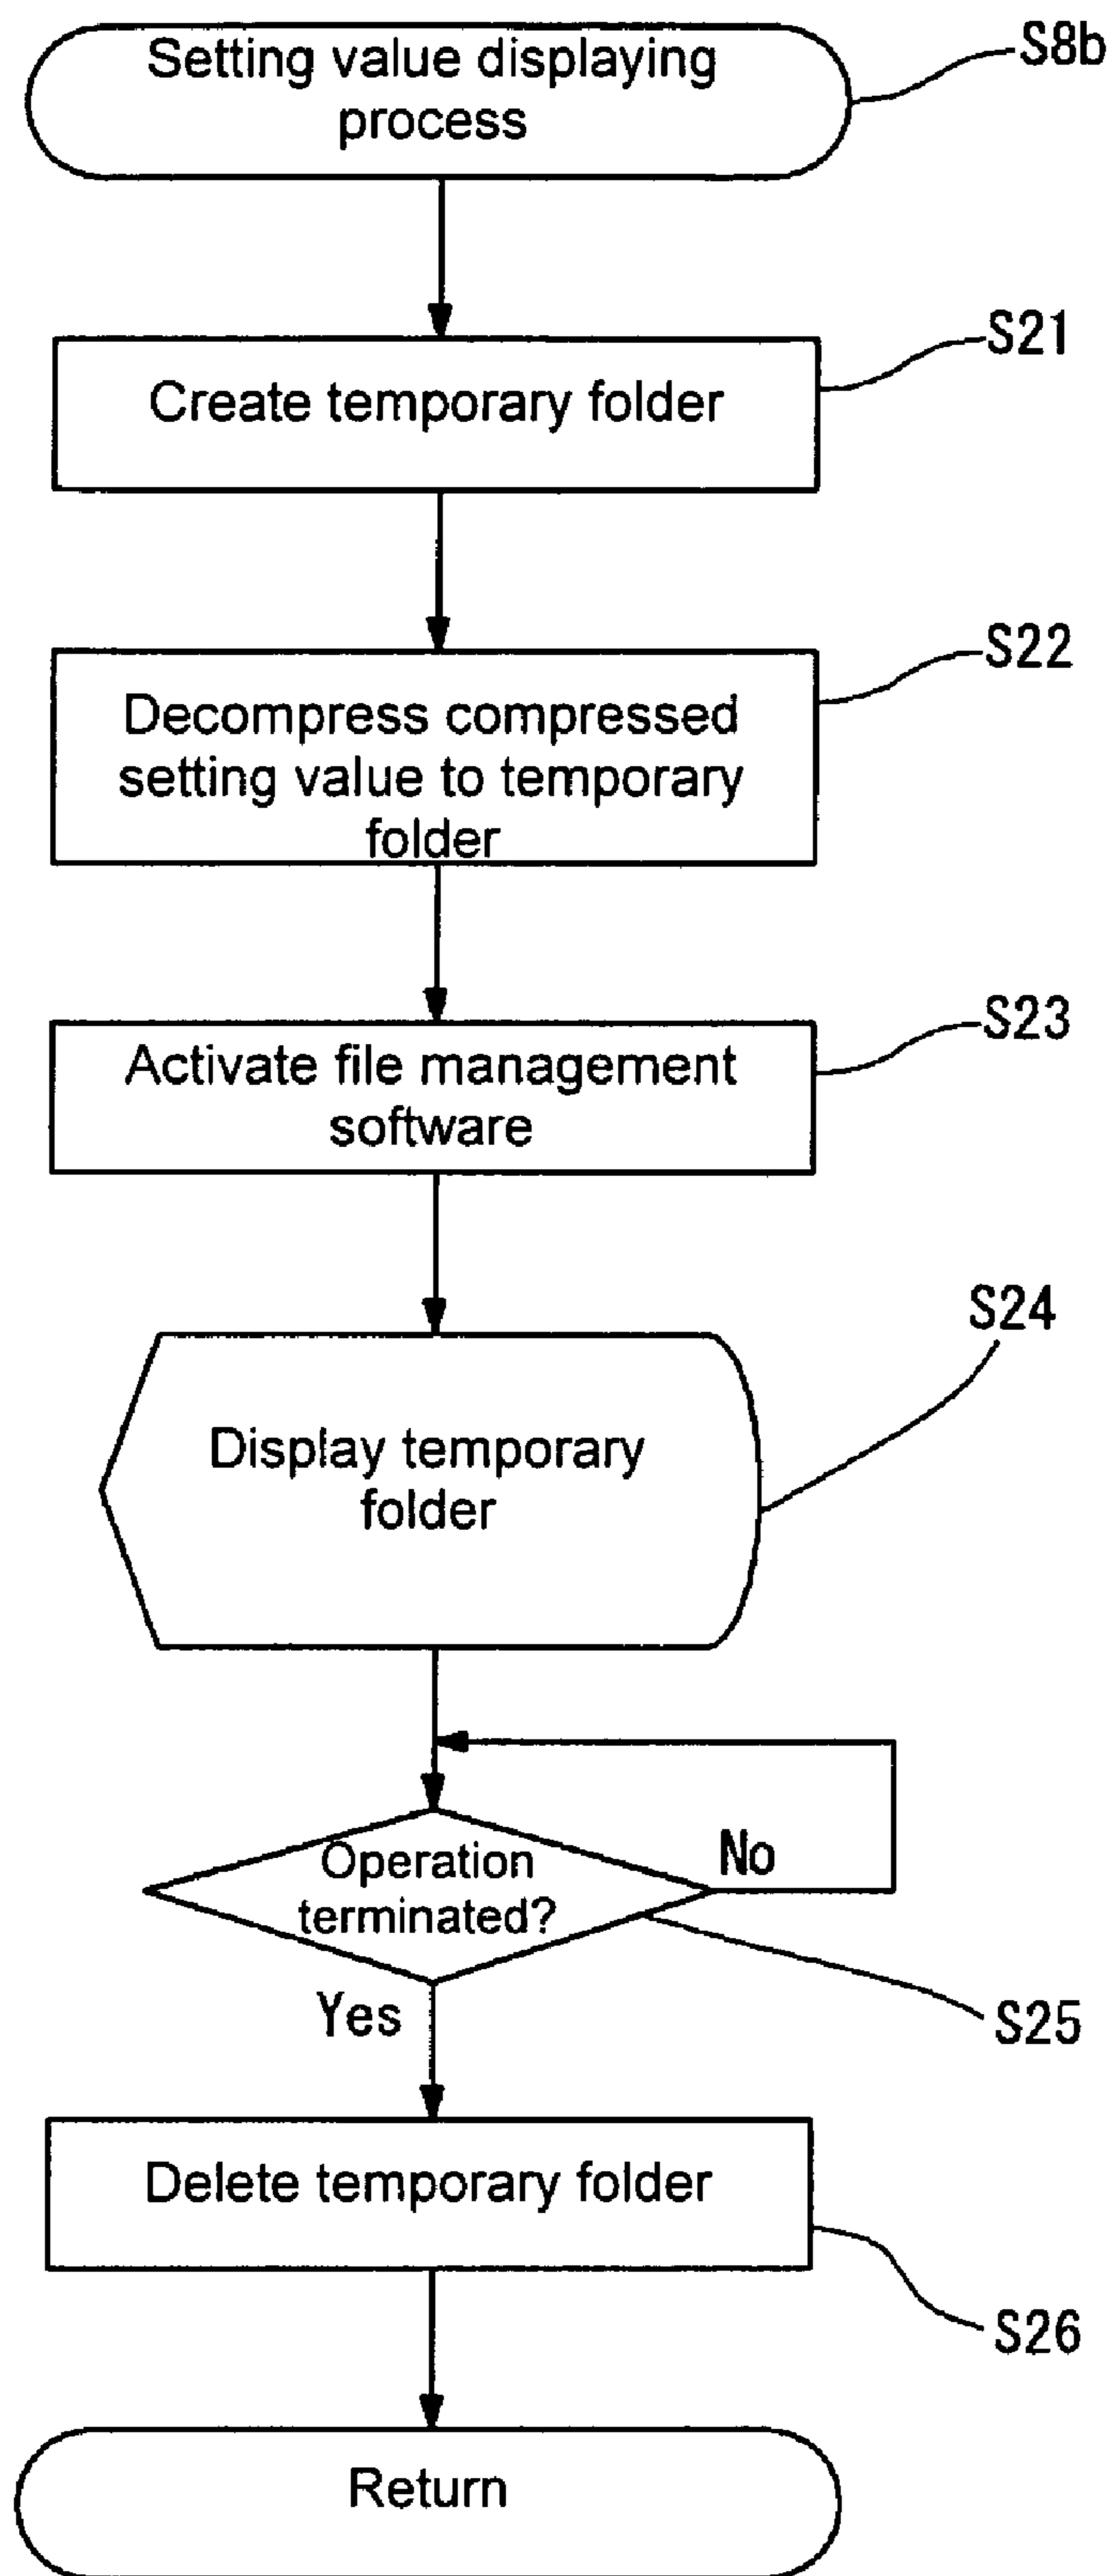 Setting value displaying
process
S8b
Create temporary folder
S21
Decompress compressed
setting value to temporary
folder
S22
Activate file management
software
S23
Display temporary
folder
S24
Operation
terminated?
No
Yes
S25
Delete temporary folder
S26
Return